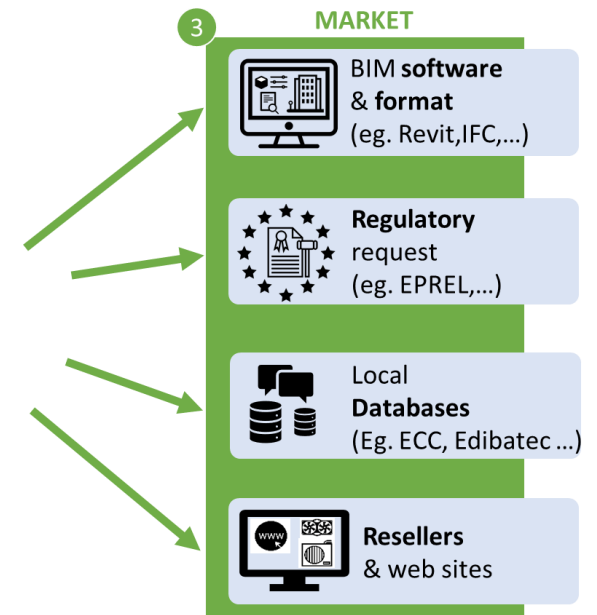 3
MARKET
BIM software
& format
(eg. Revit,IFC,...)
Regulatory
request
(eg. EPREL,...)
Local
Databases
(Eg. ECC, Edibatec ...)
www
Resellers
& web sites